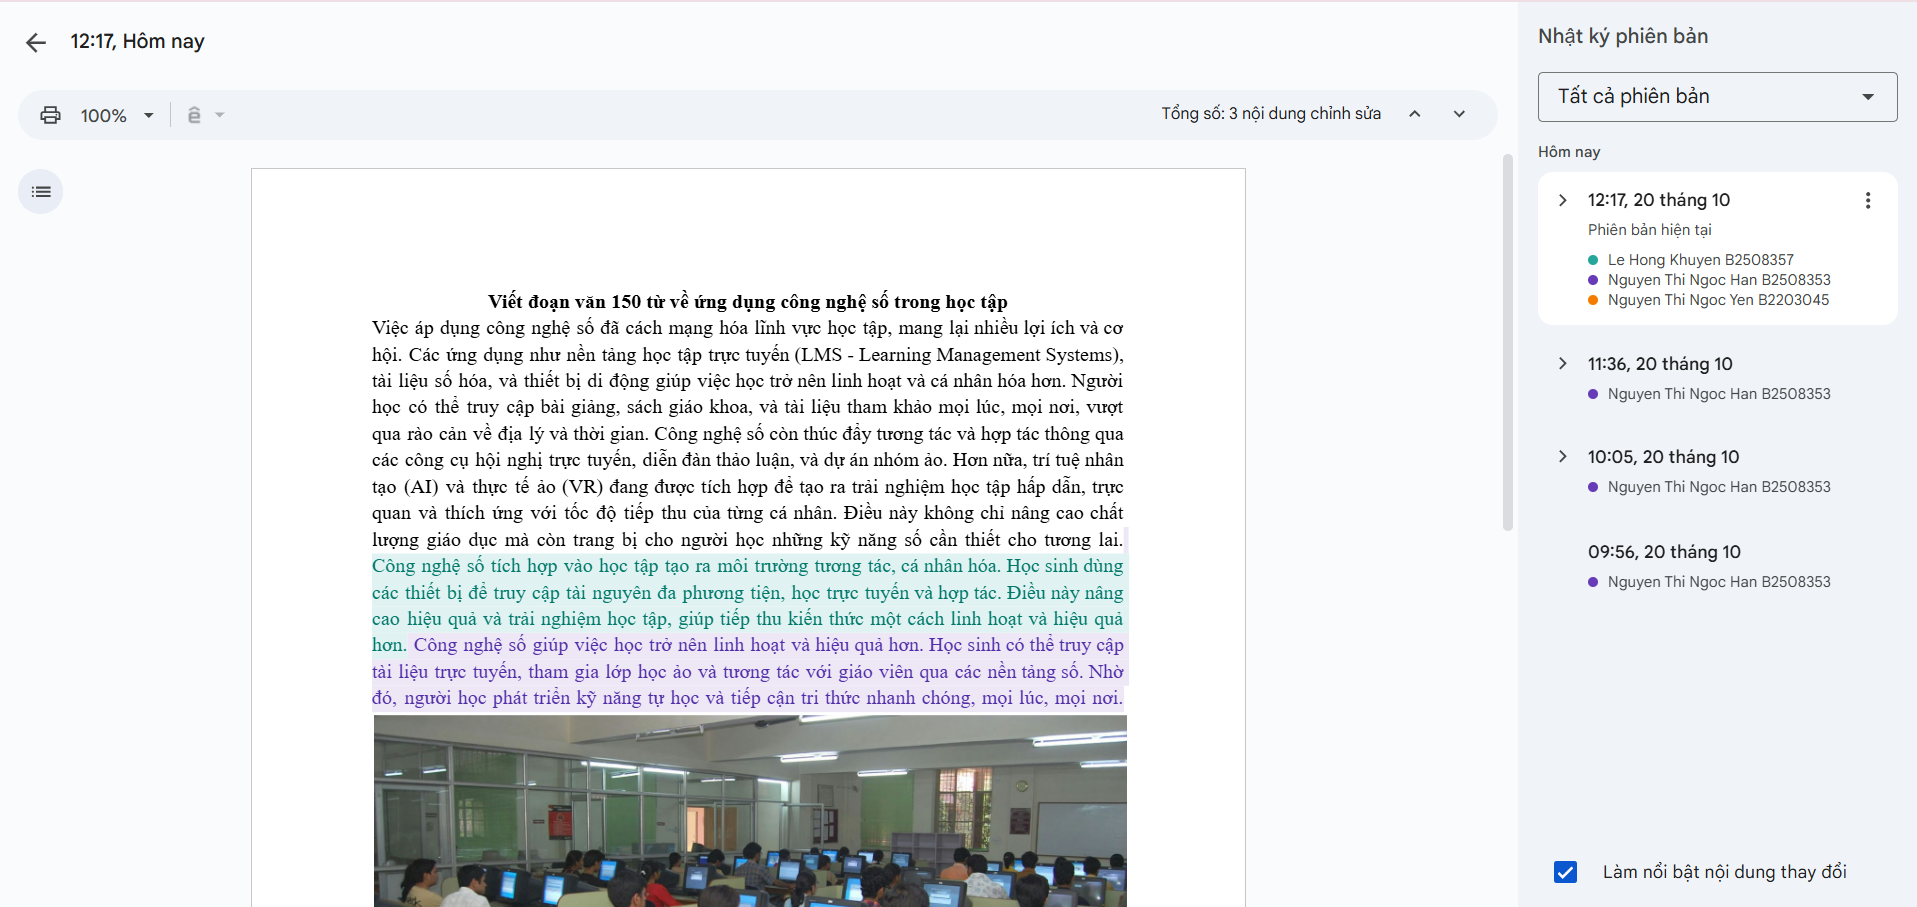 12:17, Hôm nay
100%
Tổng số: 3 nội dung chỉnh sửa
Viết đoạn văn 150 từ về ứng dụng công nghệ số trong học tập
Việc áp dụng công nghệ số đã cách mạng hóa lĩnh vực học tập, mang lại nhiều lợi ích và cơ
hội. Các ứng dụng như nền tảng học tập trực tuyến (LMS - Learning Management Systems),
tài liệu số hóa, và thiết bị di động giúp việc học trở nên linh hoạt và cá nhân hóa hơn. Người
học có thể truy cập bài giảng, sách giáo khoa, và tài liệu tham khảo mọi lúc, mọi nơi, vượt
qua rào cản về địa lý và thời gian. Công nghệ số còn thúc đẩy tương tác và hợp tác thông qua
các công cụ hội nghị trực tuyến, diễn đàn thảo luận, và dự án nhóm ảo. Hơn nữa, trí tuệ nhân
tạo (AI) và thực tế ảo (VR) đang được tích hợp để tạo ra trải nghiệm học tập hấp dẫn, trực
quan và thích ứng với tốc độ tiếp thu của từng cá nhân. Điều này không chỉ nâng cao chất
lượng giáo dục mà còn trang bị cho người học những kỹ năng số cần thiết cho tương lai.
Công nghệ số tích hợp vào học tập tạo ra môi trường tương tác, cá nhân hóa. Học sinh dùng
các thiết bị để truy cập tài nguyên đa phương tiện, học trực tuyến và hợp tác. Điều này nâng
cao hiệu quả và trải nghiệm học tập, giúp tiếp thu kiến thức một cách linh hoạt và hiệu quả
hơn. Công nghệ số giúp việc học trở nên linh hoạt và hiệu quả hơn. Học sinh có thể truy cập
tài liệu trực tuyến, tham gia lớp học ảo và tương tác với giáo viên qua các nền tảng số. Nhờ
đó, người học phát triển kỹ năng tự học và tiếp cận tri thức nhanh chóng, mọi lúc, mọi nơi.
Nhật ký phiên bản
Tất cả phiên bản
Hôm nay
12:17, 20 tháng 10
Phiên bản hiện tại
Le Hong Khuyen B2508357
Nguyen Thi Ngoc Han B2508353
Nguyen Thi Ngoc Yen B2203045
11:36, 20 tháng 10
Nguyen Thi Ngoc Han B2508353
10:05, 20 tháng 10
Nguyen Thi Ngoc Han B2508353
09:56, 20 tháng 10
Nguyen Thi Ngoc Han B2508353
Làm nổi bật nội dung thay đổi